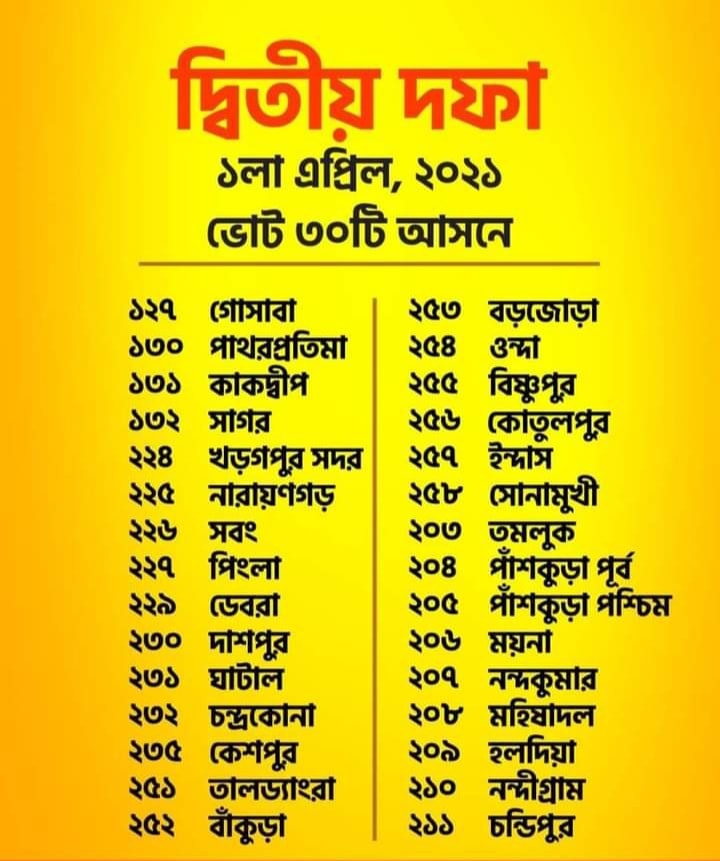 দ্বিতীয় দফা
১লা এপ্রিল, ২০২১
ভোট ৩০টি আসনে
১২৭ গোসাবা
১৩০ পাথরপ্রতিমা
১৩১ কাকদ্বীপ
১৩২ সাগর
২২৪ খড়গপুর সদর
২২৫ নারায়ণগড়
২২৬ সবং
২২৭ পিংলা
২২৯ ডেবরা
২৩০ দাশপুর
২৩১ ঘাটাল
২৩২ চন্দ্রকোনা
২৩৫ কেশপুর
২৫১ তালড্যাংরা
২৫২ বাঁকুড়া
২৫৩ বড়জোড়া
২৫৪ ওন্দা
২৫৫ বিষ্ণুপুর
২৫৬ কোতুলপুর
২৫৭ ইন্দাস
২৫৮ সোনামুখী
২০৩ তমলুক
২০৪ পাঁশকুড়া পূর্ব
২০৫ পাঁশকুড়া পশ্চিম
২০৬ ময়না
২০৭ নন্দকুমার
২০৮ মহিষাদল
২০৯ হলদিয়া
২১০ নন্দীগ্রাম
২১১ চন্ডিপুর